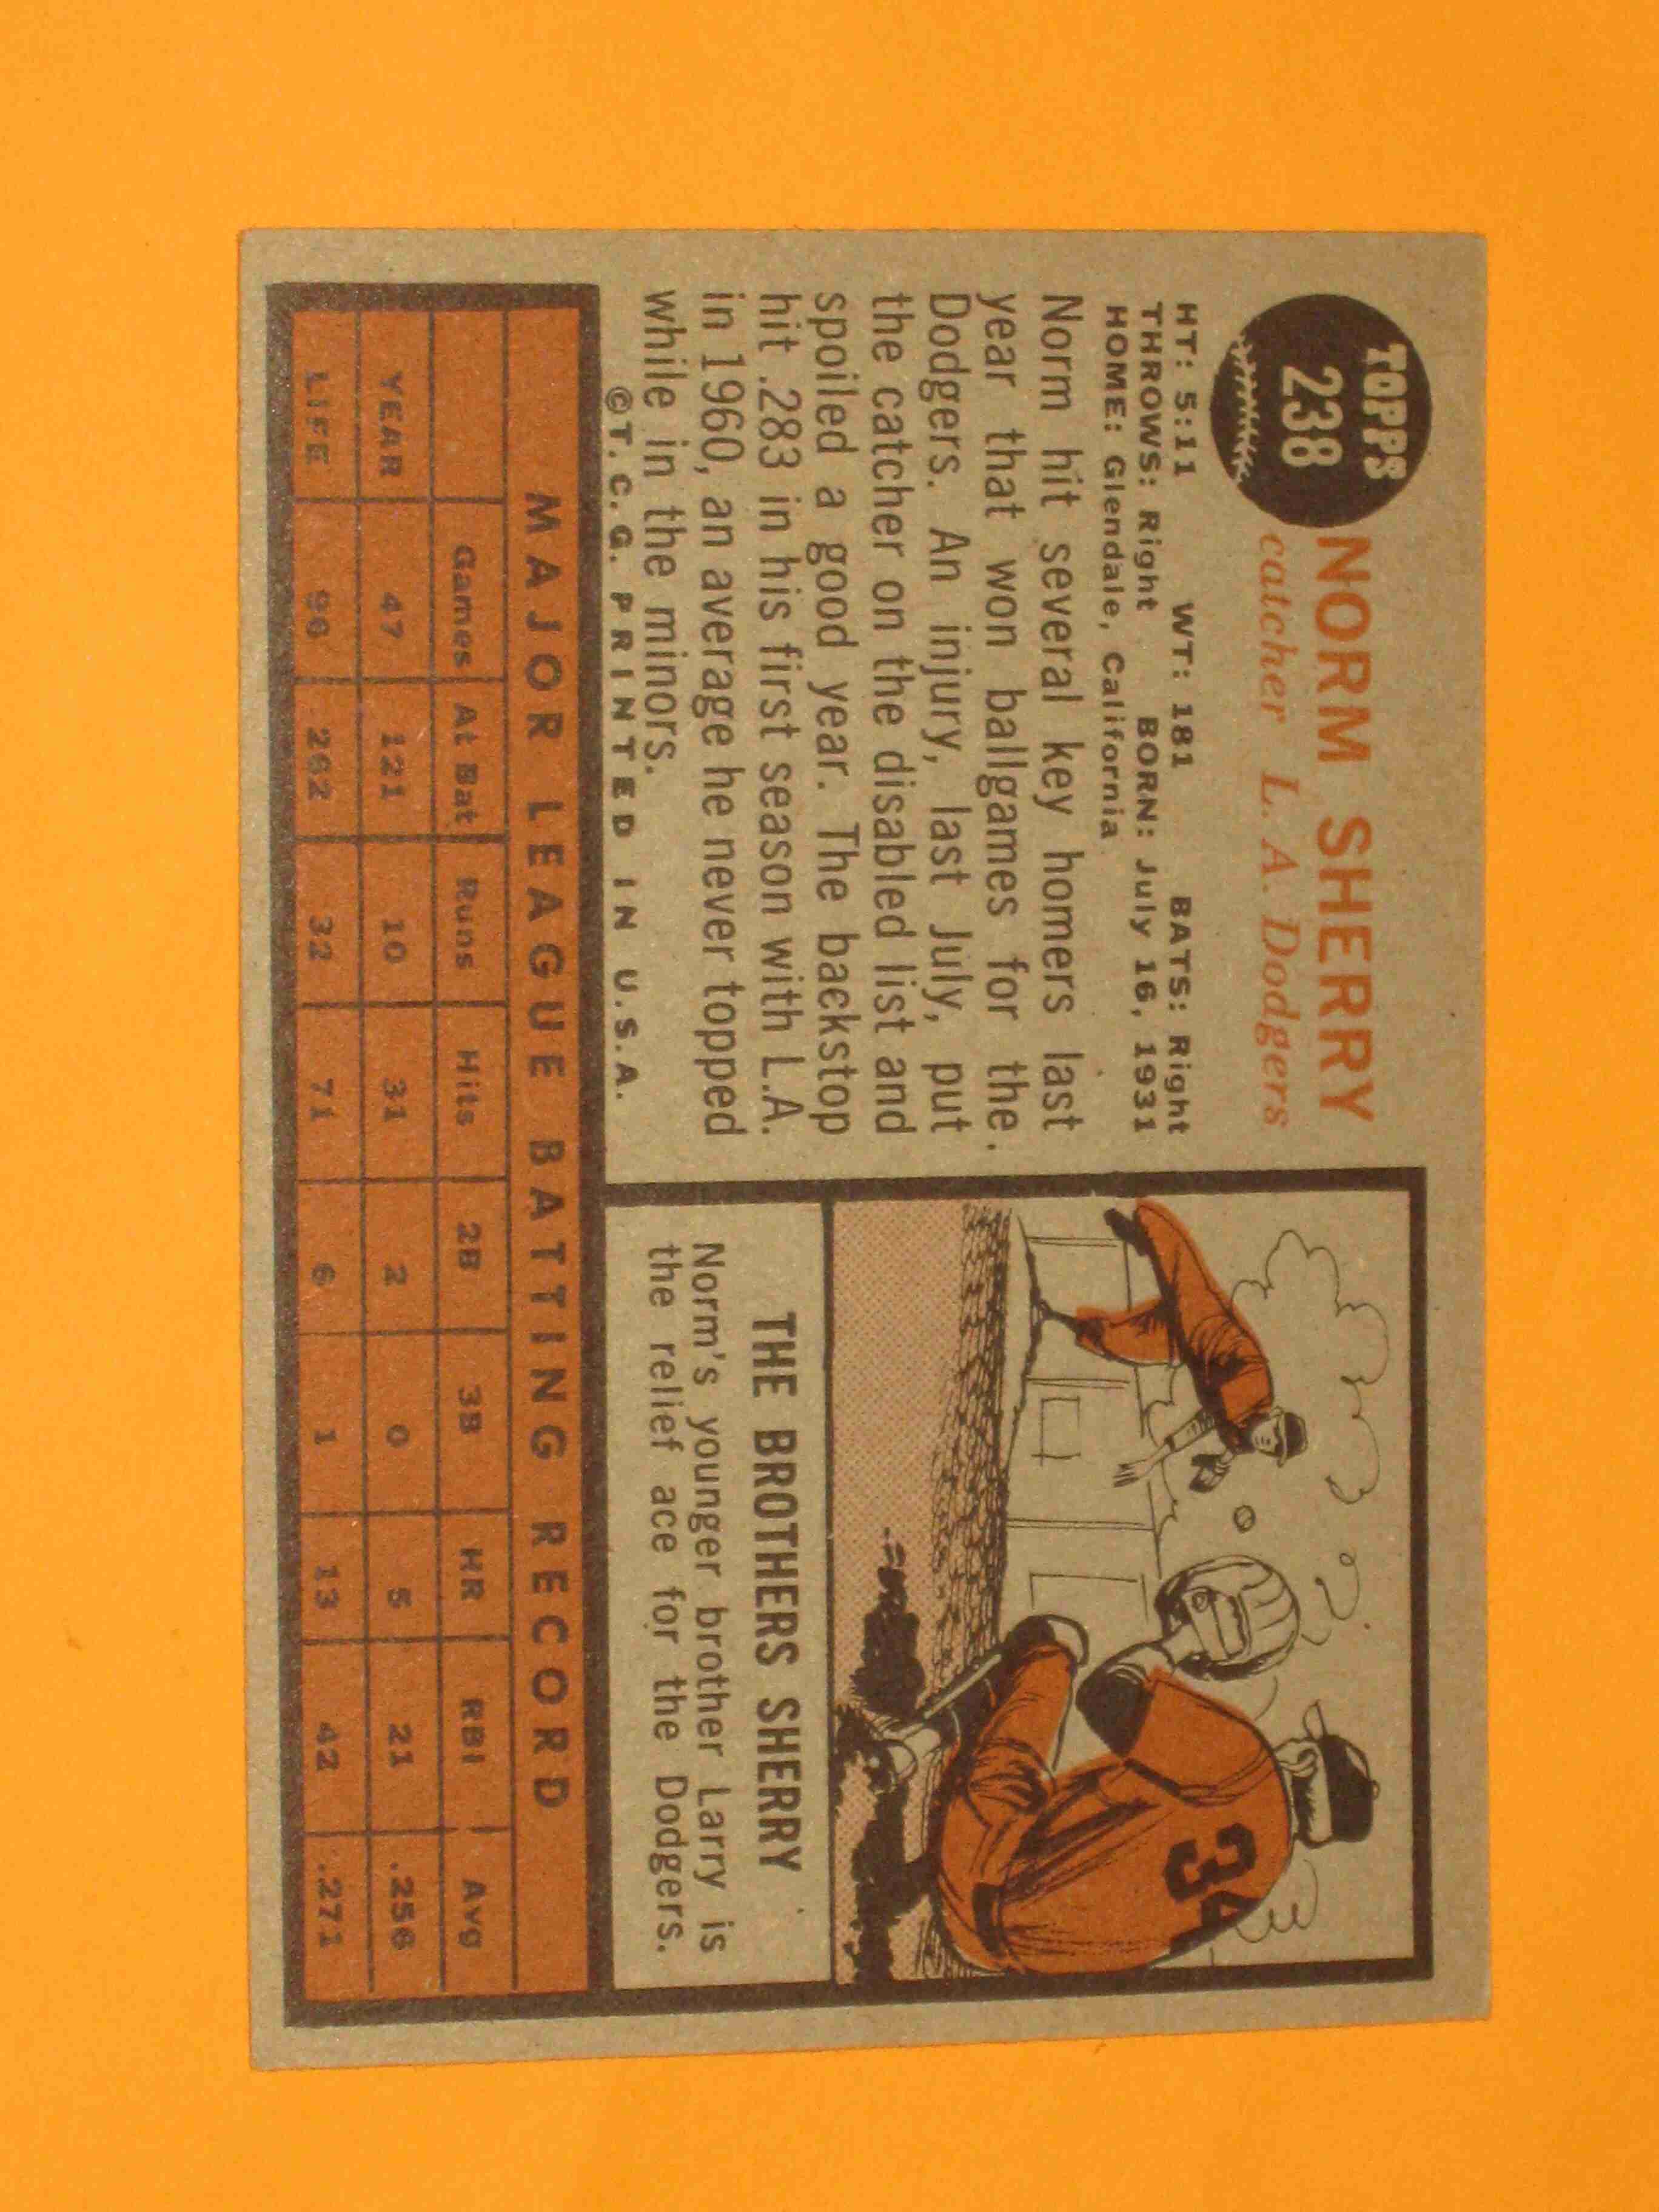 TOPPS
238
NORM SHERRY
catcher L. A. Dodgers
HT: 5:11 WT: 181 BATS: Right
THROWS: Right BORN: July 16, 1931
HOME: Glendale, California
Norm hit several key homers last
year that won ballgames for the
Dodgers. An injury, last July, put
the catcher on the disabled list and
spoiled a good year. The backstop
hit .283 in his first season with L.A.
in 1960, an average he never topped
while in the minors.
©T. C. G. PRINTED IN U.S.A.
34
THE BROTHERS SHERRY
Norm's younger brother Larry is
the relief ace for the Dodgers.
MAJOR LEAGUE BATTING RECORD
Games At Bat Runs Hits 2B 3B HR RBI Avg
YEAR 47 121 10 31 2 0 5 21 .256
LIFE 90 262 32 71 6 1 13 42 .271